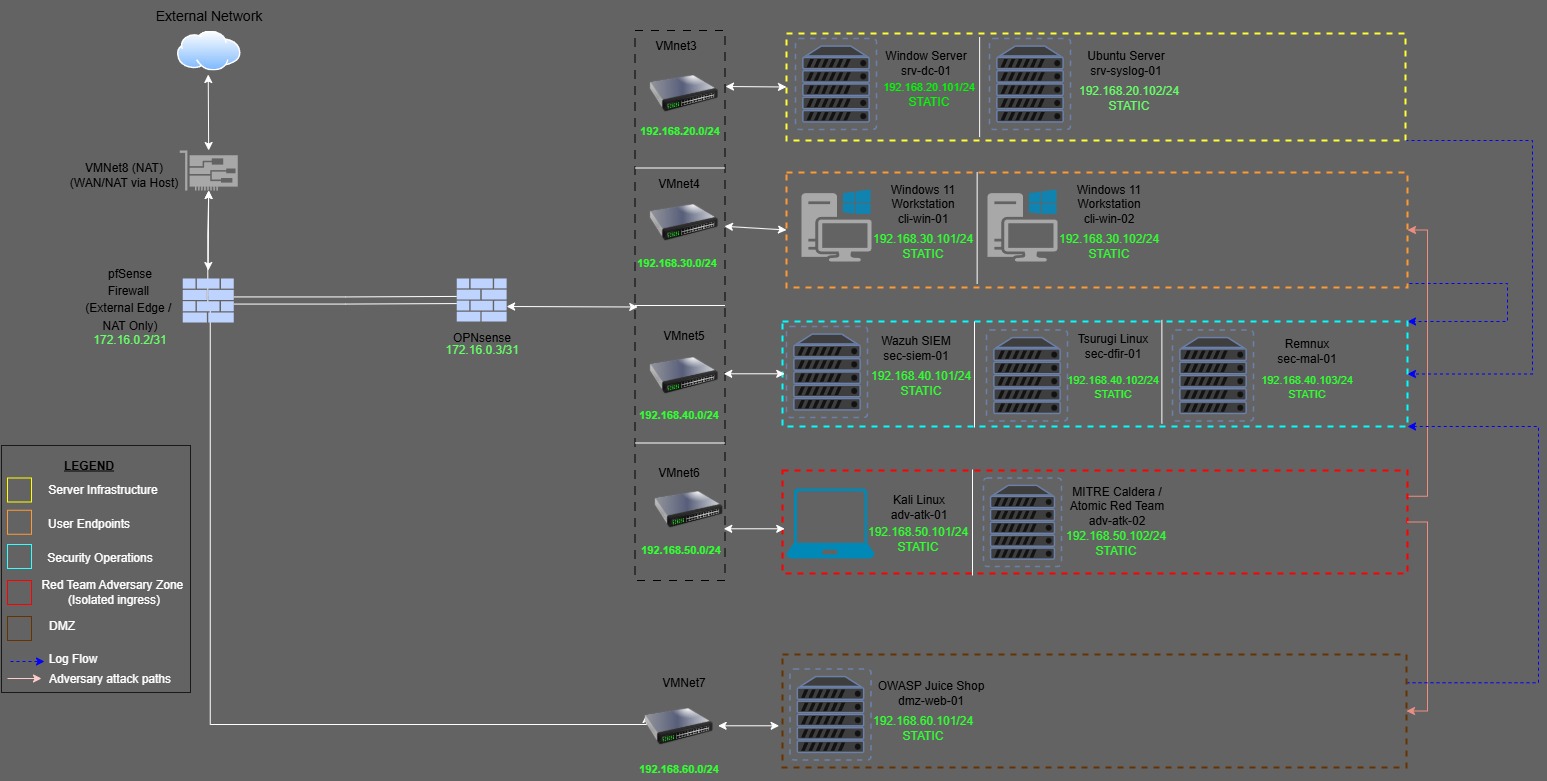 External Network
VMNet8 (NAT)
(WAN/NAT via Host)
pfSense
Firewall
(External Edge /
NAT Only)
172.16.0.2/31
OPNsense
172.16.0.3/31
VMnet3
192.168.20.0/24
VMnet4
192.168.30.0/24
VMnet5
192.168.40.0/24
VMnet6
192.168.50.0/24
VMNet7
192.168.60.0/24
Window Server
srv-dc-01
192.168.20.101/24
STATIC
Ubuntu Server
srv-syslog-01
192.168.20.102/24
STATIC
Windows 11
Workstation
cli-win-01
192.168.30.101/24
STATIC
Windows 11
Workstation
cli-win-02
192.168.30.102/24
STATIC
Wazuh SIEM
sec-siem-01
192.168.40.101/24
STATIC
Tsurugi Linux
sec-dfir-01
192.168.40.102/24
STATIC
Remnux
sec-mal-01
192.168.40.103/24
STATIC
Kali Linux
adv-atk-01
192.168.50.101/24
STATIC
MITRE Caldera /
Atomic Red Team
adv-atk-02
192.168.50.102/24
STATIC
OWASP Juice Shop
dmz-web-01
192.168.60.101/24
STATIC
LEGEND
Server Infrastructure
User Endpoints
Security Operations
Red Team Adversary Zone
(Isolated ingress)
DMZ
Log Flow
Adversary attack paths